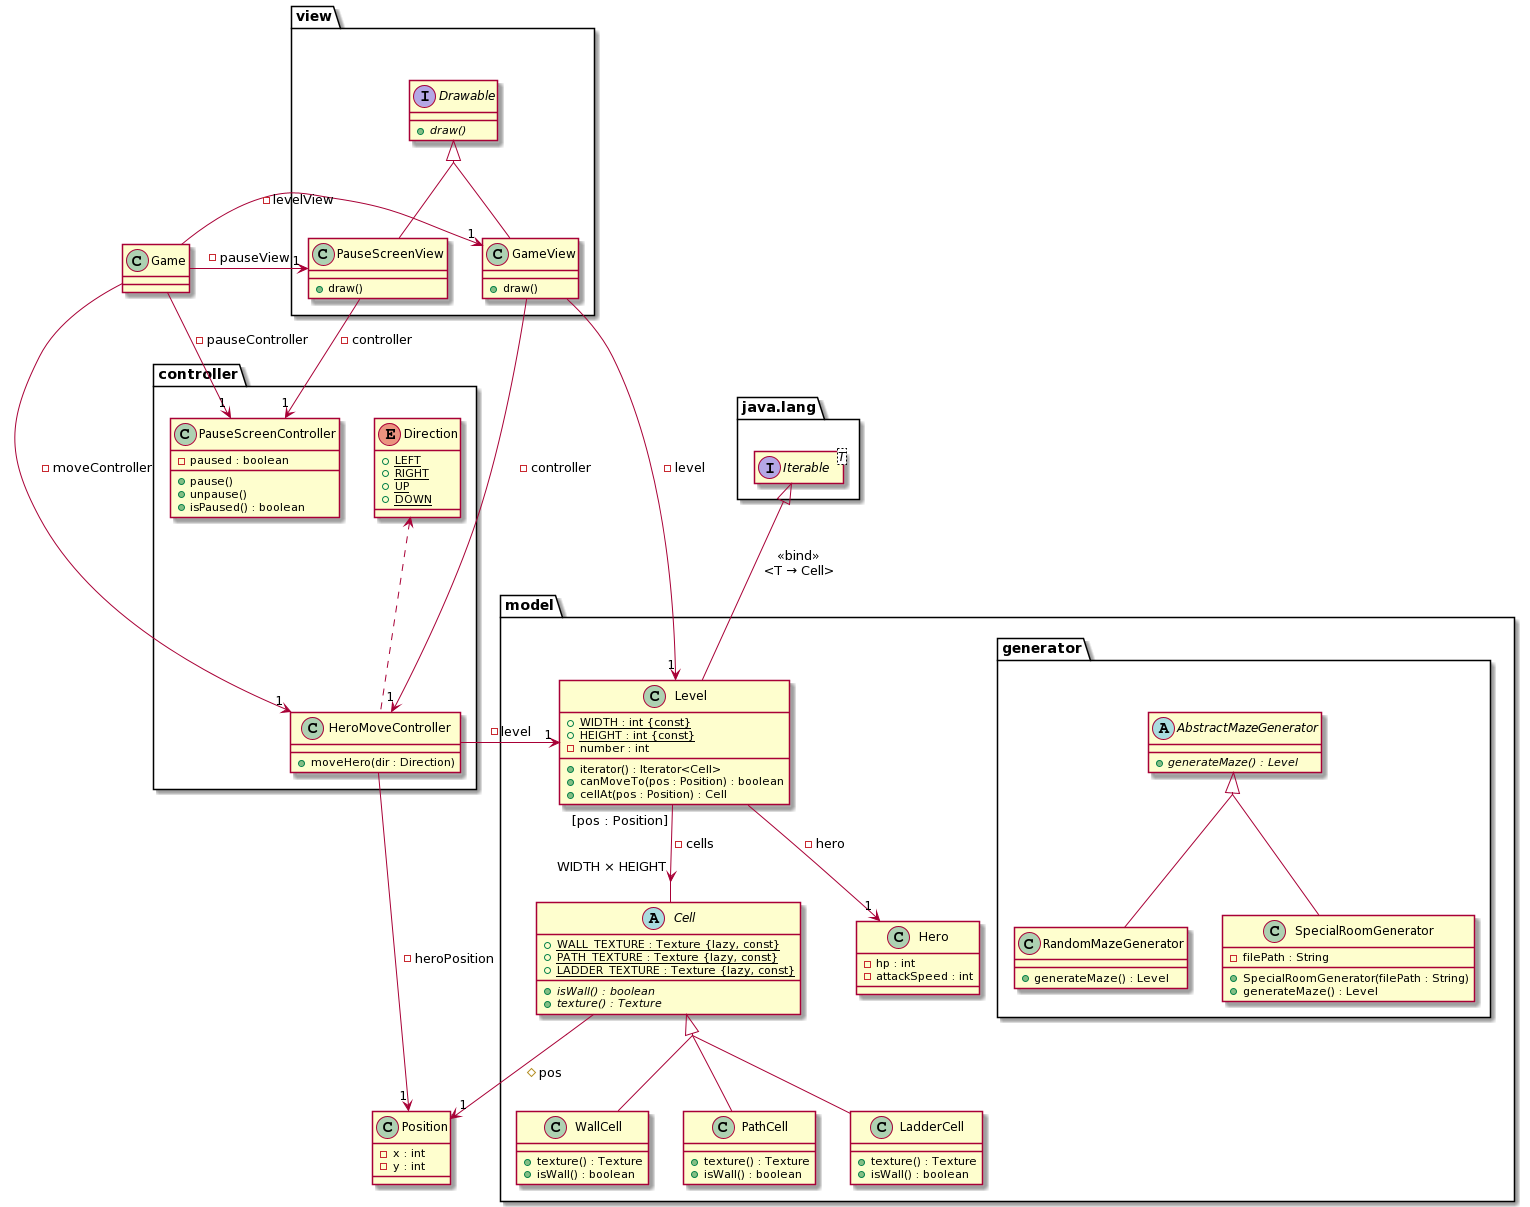 view
I Drawable
draw()
levelView
1
C Game
pauseView
1
C PauseScreenView
draw()
C GameView
draw()
pauseController
controller
controller
1
1
C PauseScreenController
paused : boolean
pause()
unpause()
isPaused() : boolean
E Direction
LEFT
RIGHT
UP
DOWN
moveController
controller
level
java.lang
I Iterable
T
«bind»
<T → Cell>
model
generator
1
1
1
C HeroMoveController
moveHero(dir : Direction)
level
1
C Level
WIDTH : int {const}
HEIGHT : int {const}
number : int
iterator() : Iterator<Cell>
canMoveTo(pos : Position) : boolean
cellAt(pos : Position) : Cell
A AbstractMazeGenerator
generateMaze() : Level
[pos : Position]
cells
WIDTH × HEIGHT
hero
1
A Cell
WALL_TEXTURE : Texture {lazy, const}
PATH_TEXTURE : Texture {lazy, const}
LADDER_TEXTURE : Texture {lazy, const}
isWall() : boolean
texture() : Texture
C Hero
hp : int
attackSpeed : int
C RandomMazeGenerator
generateMaze() : Level
C SpecialRoomGenerator
filePath : String
SpecialRoomGenerator(filePath : String)
generateMaze() : Level
heroPosition
pos
1
1
C Position
x : int
y : int
C WallCell
texture() : Texture
isWall() : boolean
C PathCell
texture() : Texture
isWall() : boolean
C LadderCell
texture() : Texture
isWall() : boolean